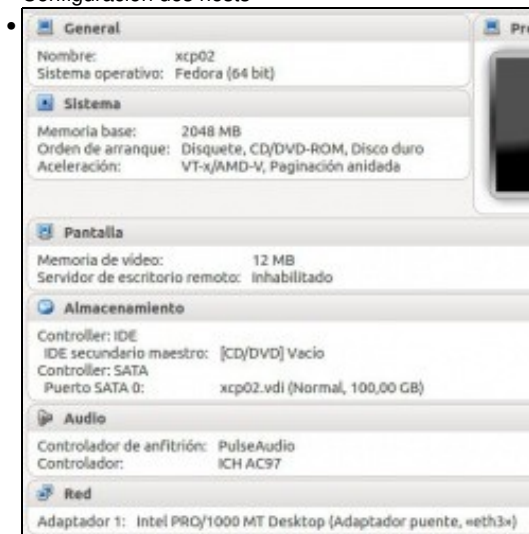 General
Nombre: xcp02
Sistema operativo: Fedora (64 bit)
Sistema
Memoria base: 2048 MB
Orden de arranque: Disquete, CD/DVD-ROM, Disco duro
Aceleración: VT-x/AMD-V, Paginación anidada
Pantalla
Memoria de vídeo: 12 MB
Servidor de escritorio remoto: Inhabilitado
Almacenamiento
Controller: IDE
IDE secundario maestro: [CD/DVD] Vacío
Controller: SATA
Puerto SATA 0: xcp02.vdi (Normal, 100,00 GB)
Audio
Controlador de anfitrión: PulseAudio
Controlador: ICH AC97
Red
Adaptador 1: Intel PRO/1000 MT Desktop (Adaptador puente, «eth3»)